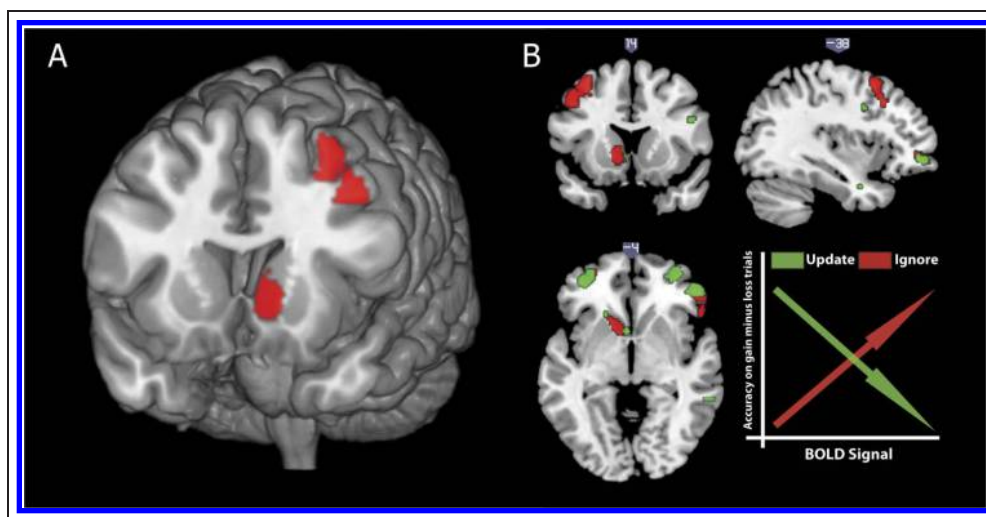 A
B
14
−38
−4
Update
Ignore
Accuracy on gain minus loss trials
BOLD Signal